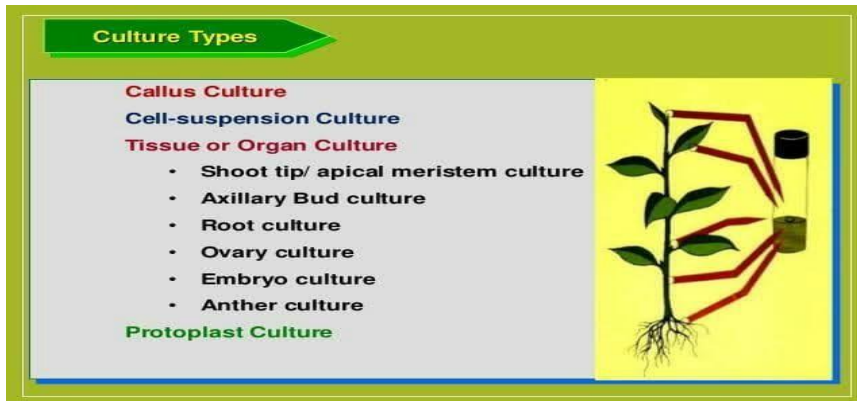 Culture Types
Callus Culture
Cell-suspension Culture
Tissue or Organ Culture
• Shoot tip/ apical meristem culture
• Axillary Bud culture
• Root culture
• Ovary culture
• Embryo culture
• Anther culture
Protoplast Culture